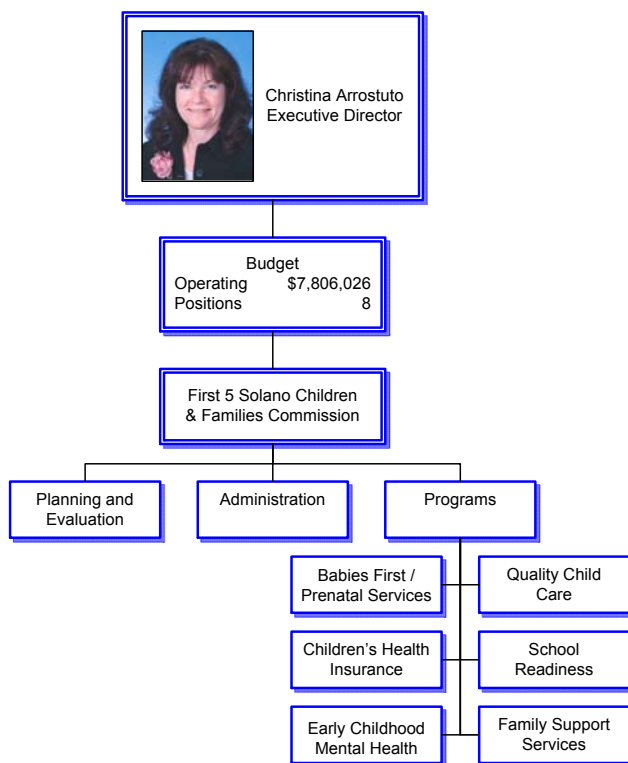 Christina Arrostuto
Executive Director
Budget
Operating $7,806,026
Positions 8
First 5 Solano Children
& Families Commission
Planning and
Evaluation
Administration
Programs
Babies First /
Prenatal Services
Quality Child
Care
Children’s Health
Insurance
School
Readiness
Early Childhood
Mental Health
Family Support
Services